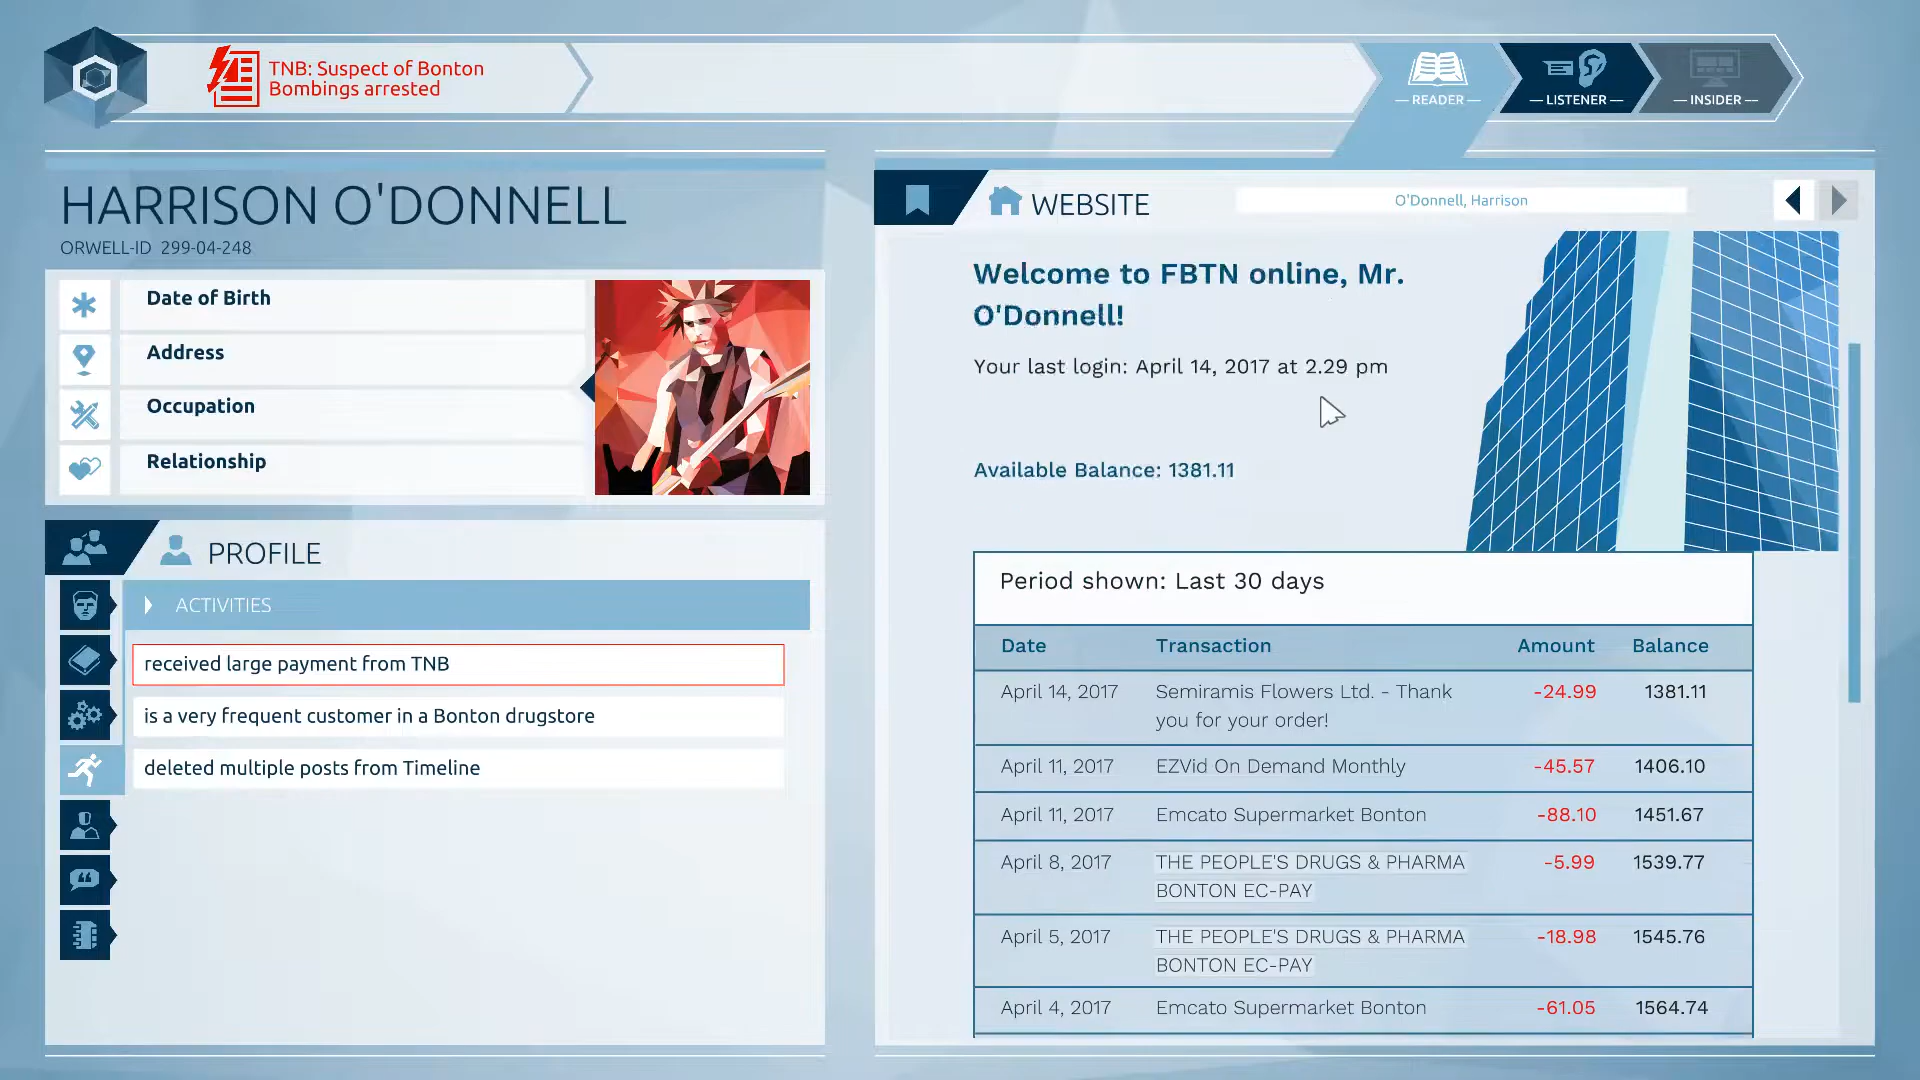 TNB: Suspect of Bonton
Bombings arrested
READER
LISTENER
INSIDER
HARRISON O'DONNELL
ORWELL-ID 299-04-248
Date of Birth
Address
Occupation
Relationship
PROFILE
ACTIVITIES
received large payment from TNB
is a very frequent customer in a Bonton drugstore
deleted multiple posts from Timeline
WEBSITE
O'Donnell, Harrison
Welcome to FBTN online, Mr.
O'Donnell!
Your last login: April 14, 2017 at 2.29 pm
Available Balance: 1381.11
Period shown: Last 30 days
Date Transaction Amount Balance
April 14, 2017 Semiramis Flowers Ltd. - Thank -24.99 1381.11
you for your order!
April 11, 2017 EZVid On Demand Monthly -45.57 1406.10
April 11, 2017 Emcato Supermarket Bonton -88.10 1451.67
April 8, 2017 THE PEOPLE'S DRUGS & PHARMA -5.99 1539.77
BONTON EC-PAY
April 5, 2017 THE PEOPLE'S DRUGS & PHARMA -18.98 1545.76
BONTON EC-PAY
April 4, 2017 Emcato Supermarket Bonton -61.05 1564.74